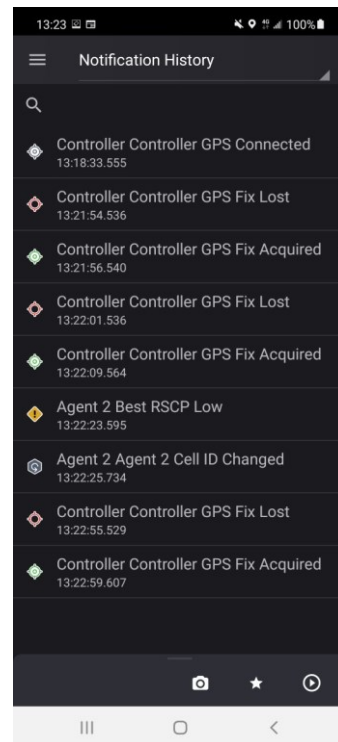 13:23
100%
Notification History
Controller Controller GPS Connected
13:18:33.555
Controller Controller GPS Fix Lost
13:21:54.536
Controller Controller GPS Fix Acquired
13:21:56.540
Controller Controller GPS Fix Lost
13:22:01.536
Controller Controller GPS Fix Acquired
13:22:09.564
Agent 2 Best RSCP Low
13:22:23.595
Agent 2 Agent 2 Cell ID Changed
13:22:25.734
Controller Controller GPS Fix Lost
13:22:55.529
Controller Controller GPS Fix Acquired
13:22:59.607